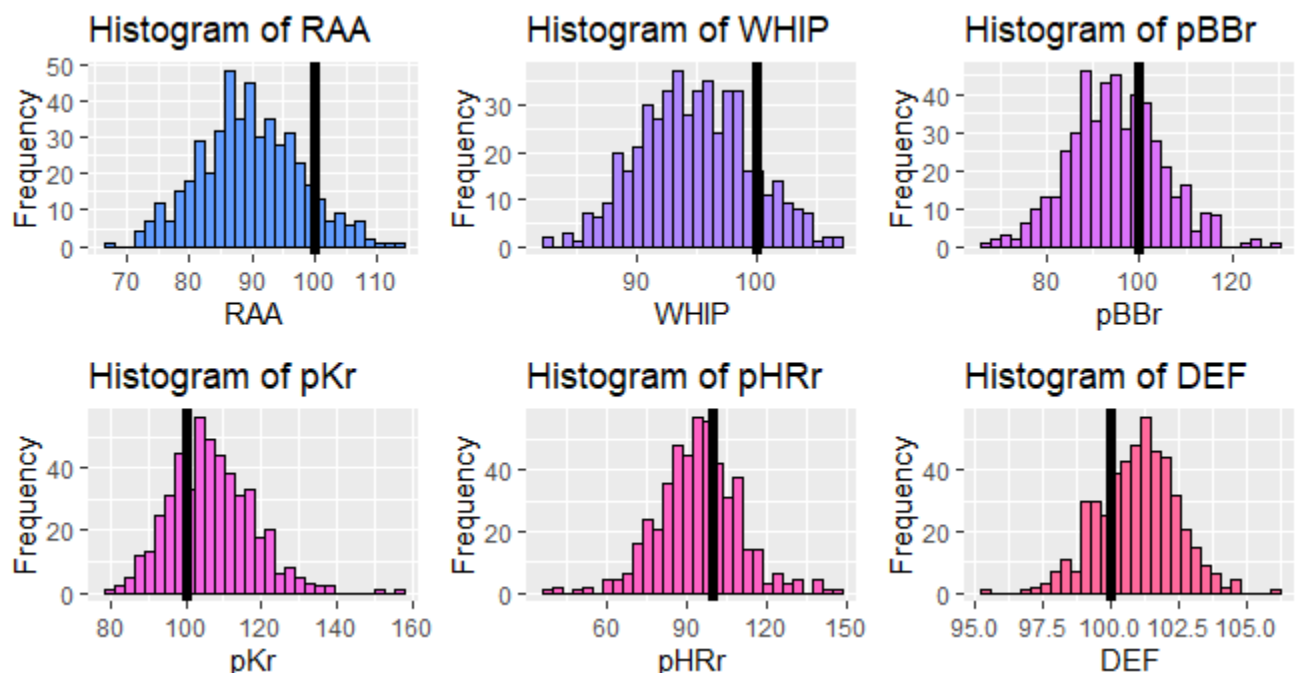 Histogram of RAA
Frequency
50
40
30
20
10
0
70 80 90 100 110
RAA
Histogram of WHIP
Frequency
30
20
10
0
90 100
WHIP
Histogram of pBBr
Frequency
40
30
20
10
0
80 100 120
pBBr
Histogram of pKr
Frequency
40
20
0
80 100 120 140 160
pKr
Histogram of pHRr
Frequency
40
20
0
60 90 120 150
pHRr
Histogram of DEF
Frequency
40
20
0
95.0 97.5 100.0 102.5 105.0
DEF